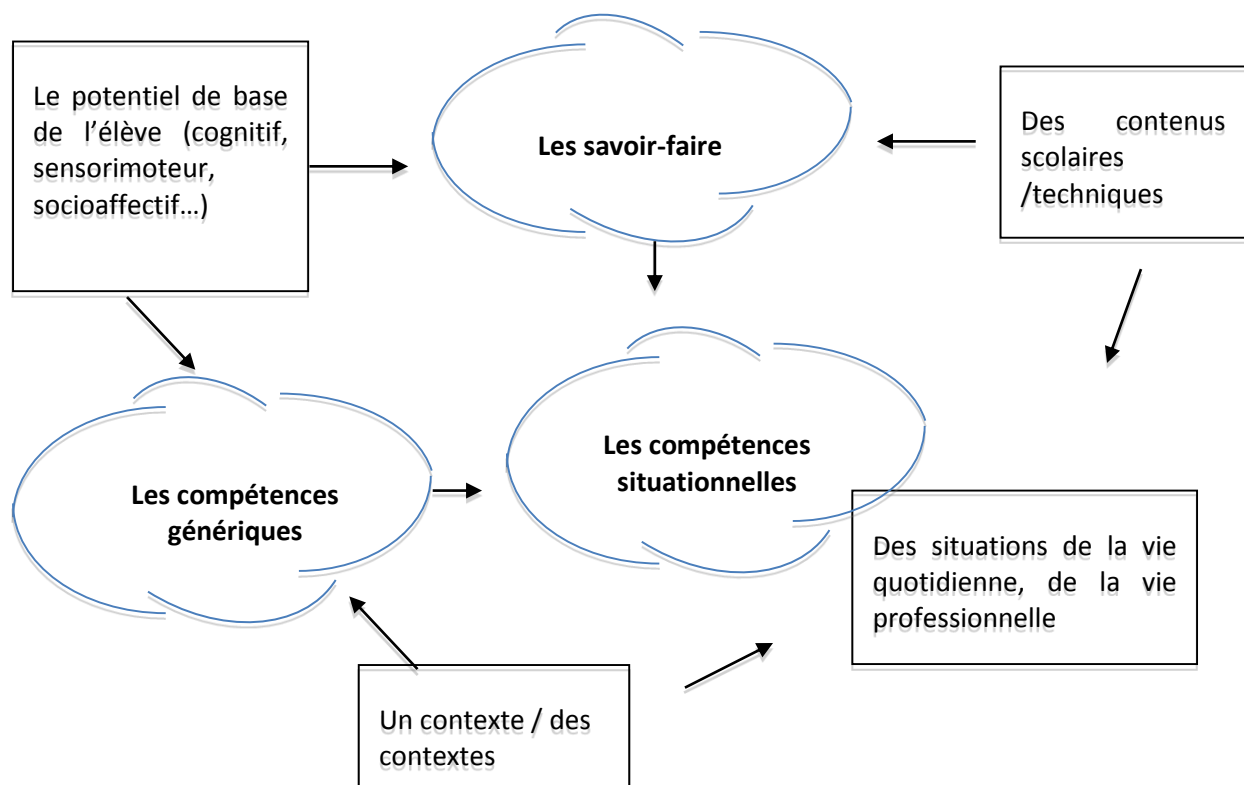 Le potentiel de base
de l'élève (cognitif,
sensorimoteur,
socioaffectif…)
Les savoir-faire
Des contenus
scolaires
/techniques
Les compétences
génériques
Les compétences
situationnelles
Des situations de la vie
quotidienne, de la vie
professionnelle
Un contexte / des
contextes